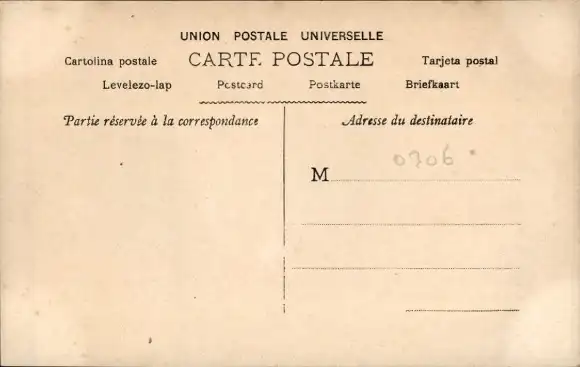 UNION POSTALE UNIVERSELLE
Cartolina postale CARTE POSTALE Tarjeta postal
Levelezo-lap Postcard Postkarte Briefkaart
Partie réservée à la correspondance
Adresse du destinataire
M